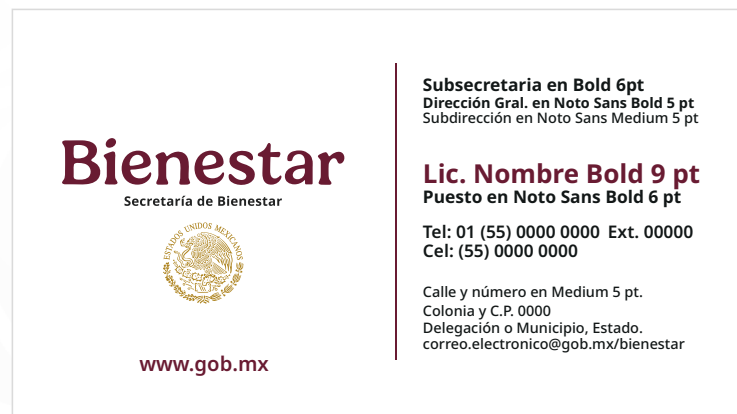 Bienestar
Secretaría de Bienestar
ESTADOS UNIDOS MEXICANOS
www.gob.mx
Subsecretaria en Bold 6pt
Dirección Gral. en Noto Sans Bold 5 pt
Subdirección en Noto Sans Medium 5 pt
Lic. Nombre Bold 9 pt
Puesto en Noto Sans Bold 6 pt
Tel: 01 (55) 0000 0000 Ext. 00000
Cel: (55) 0000 0000
Calle y número en Medium 5 pt.
Colonia y C.P. 0000
Delegación o Municipio, Estado.
correo.electronico@gob.mx/bienestar